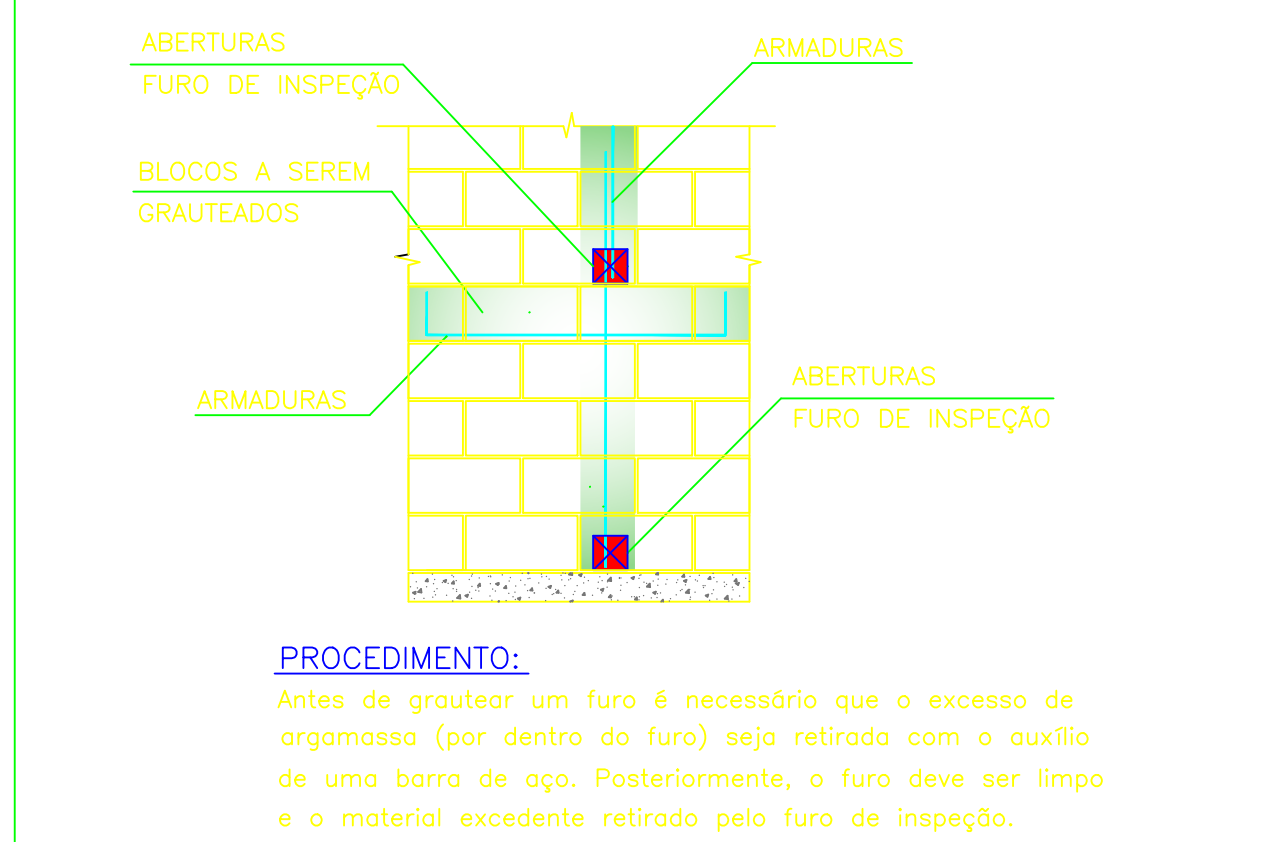 ABERTURAS
FURO DE INSPEÇÃO
ARMADURAS
BLOCOS A SEREM
GRAUTEADOS
ARMADURAS
ABERTURAS
FURO DE INSPEÇÃO
PROCEDIMENTO:
Antes de grautear um furo é necessário que o excesso de
argamassa (por dentro do furo) seja retirada com o auxílio
de uma barra de aço. Posteriormente, o furo deve ser limpo
e o material excedente retirado pelo furo de inspeção.